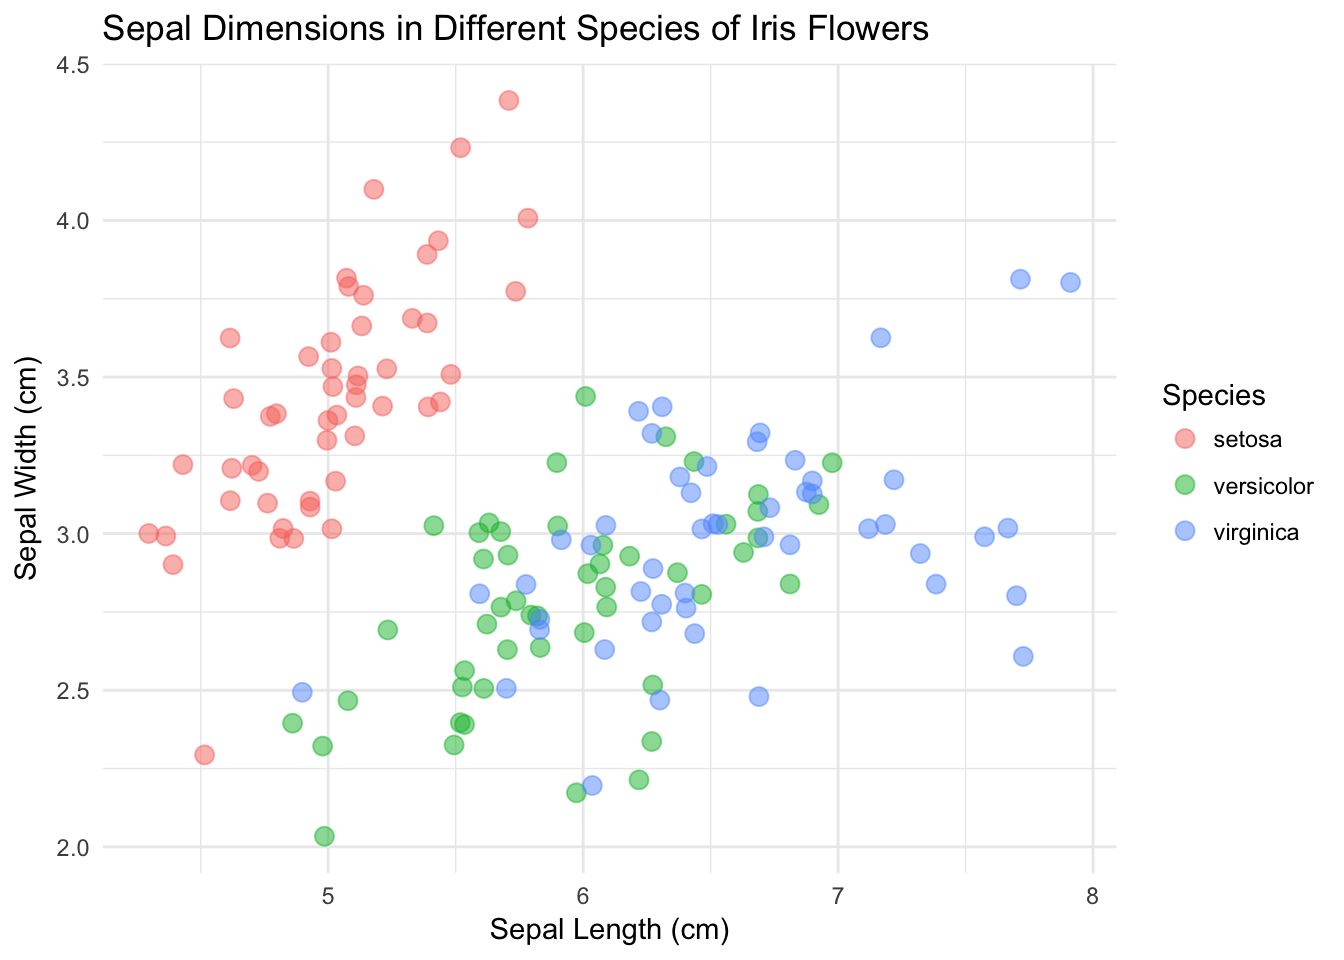 Sepal Dimensions in Different Species of Iris Flowers
4.5
4.0
3.5
3.0
2.5
2.0
Sepal Width (cm)
5 6 7 8
Sepal Length (cm)
Species
setosa
versicolor
virginica